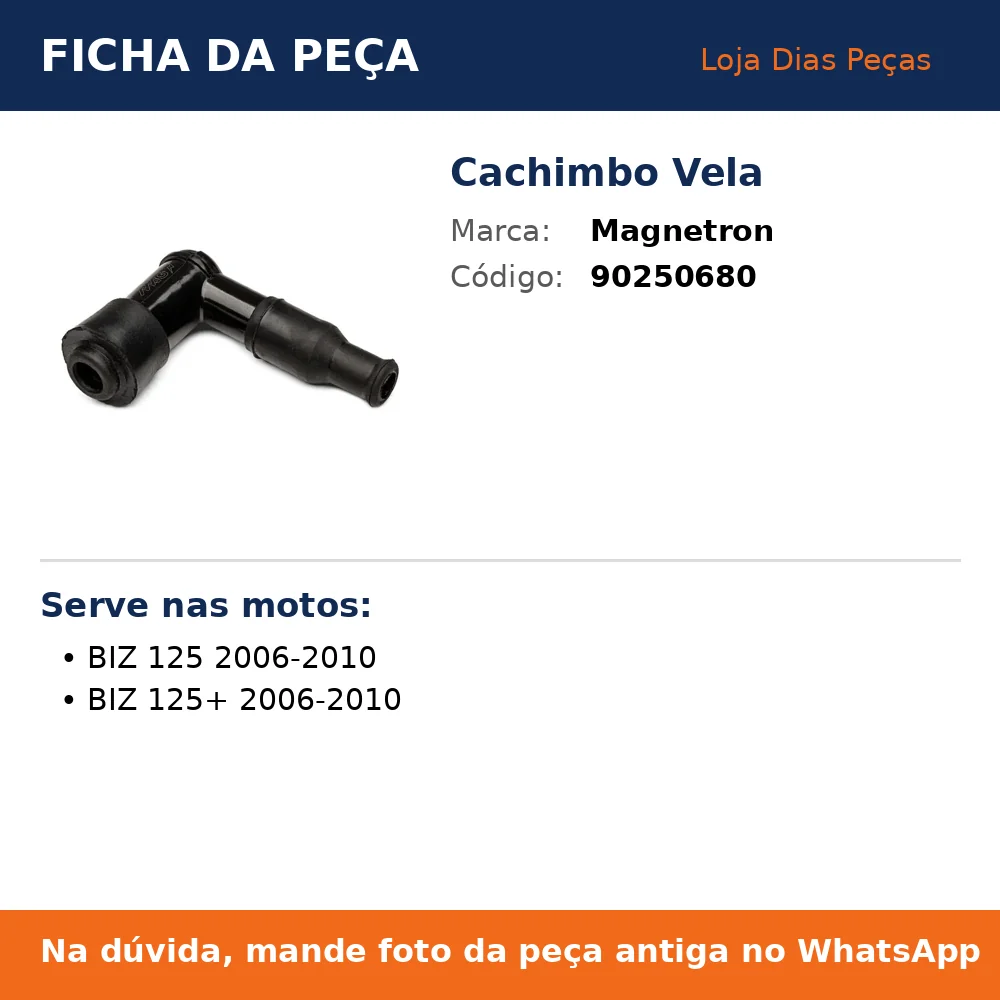 FICHA DA PEÇA
Loja Dias Peças
Cachimbo Vela
Marca: Magnetron
Código: 90250680
Serve nas motos:
• BIZ 125 2006-2010
• BIZ 125+ 2006-2010
Na dúvida, mande foto da peça antiga no WhatsApp